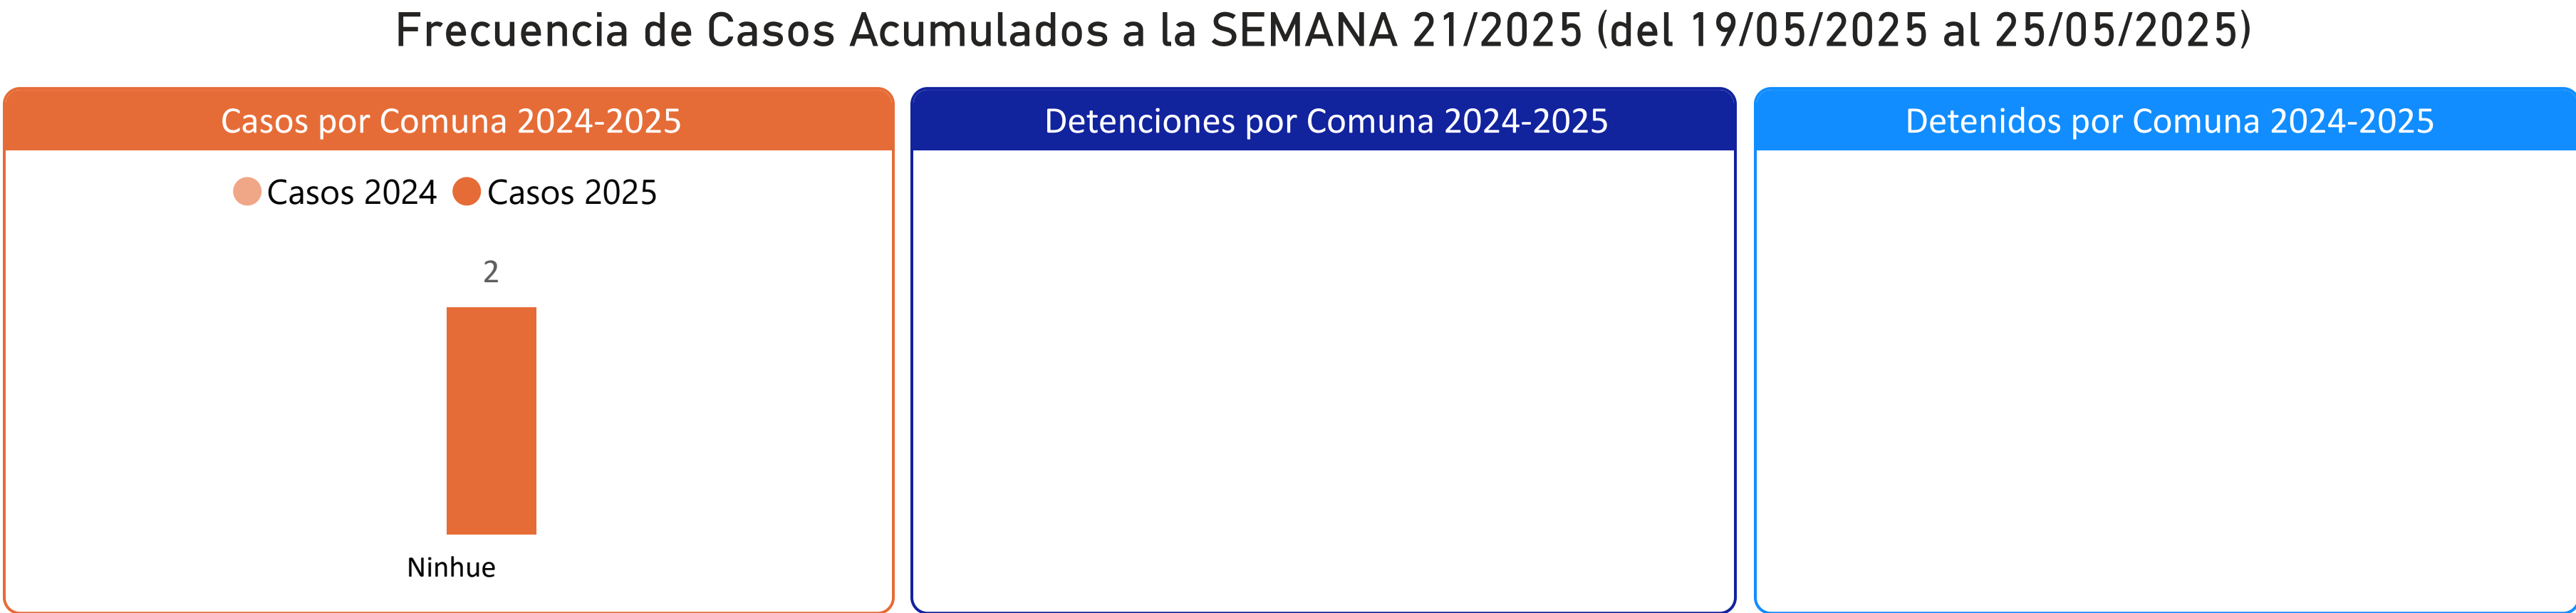 Frecuencia de Casos Acumulados a la SEMANA 21/2025 (del 19/05/2025 al 25/05/2025)
Casos por Comuna 2024-2025
Casos 2024 Casos 2025
2
Ninhue
Detenciones por Comuna 2024-2025
Detenidos por Comuna 2024-2025